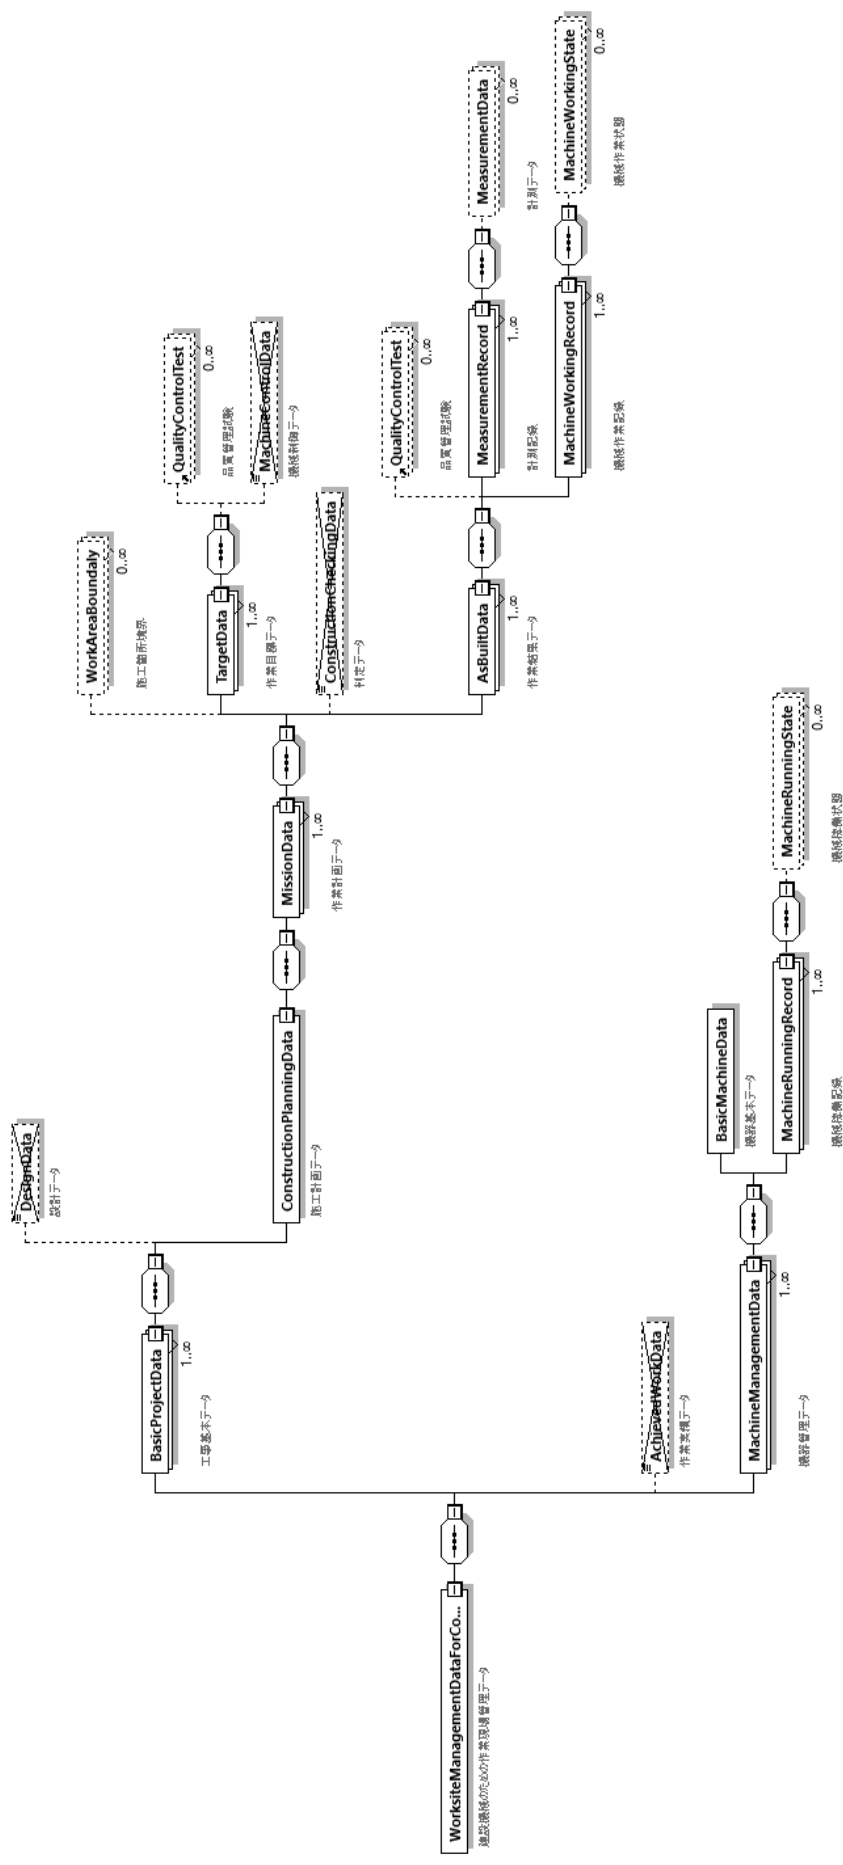 WorksiteManagementDataForCo...
建設機械のための作業現場管理データ
BasicProjectData
1..∞
工事基本データ
DesignData
設計データ
ConstructionPlanningData
施工計画データ
MissionData
1..∞
作業計画データ
WorkAreaBoundaly
0..∞
施工箇所境界
TargetData
1..∞
作業目標データ
QualityControlTest
0..∞
品質管理試験
MachineControlData
機械制御データ
ConstructionCheckingData
判定データ
AsBuiltData
1..∞
作業結果データ
QualityControlTest
0..∞
品質管理試験
MeasurementRecord
1..∞
計測記録
MeasurementData
0..∞
計測データ
MachineWorkingRecord
1..∞
機械作業記録
MachineWorkingState
0..∞
機械作業状態
AchievedWorkData
作業実績データ
MachineManagementData
1..∞
機器管理データ
BasicMachineData
機器基本データ
MachineRunningRecord
1..∞
機械稼働記録
MachineRunningState
0..∞
機械稼働状態